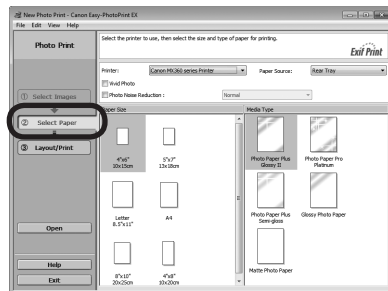 New Photo Print - Canon Easy-PhotoPrint EX
File Edit View Help
Photo Print
Select the printer to use, then select the size and type of paper for printing.
Exif Print
Printer: Canon MX360 series Printer Paper Source: Rear Tray
Vivid Photo
Photo Noise Reduction : Normal
① Select Images
② Select Paper
③ Layout/Print
Open
Help
Exit
Paper Size Media Type
4"x6" 5"x7"
10x15cm 13x18cm
Letter A4
8.5"x11"
8"x10" 4"x8"
20x25cm 10x20cm
Photo Paper Plus Photo Paper Pro
Glossy II Platinum
Photo Paper Plus Glossy Photo Paper
Semi-gloss
Matte Photo Paper